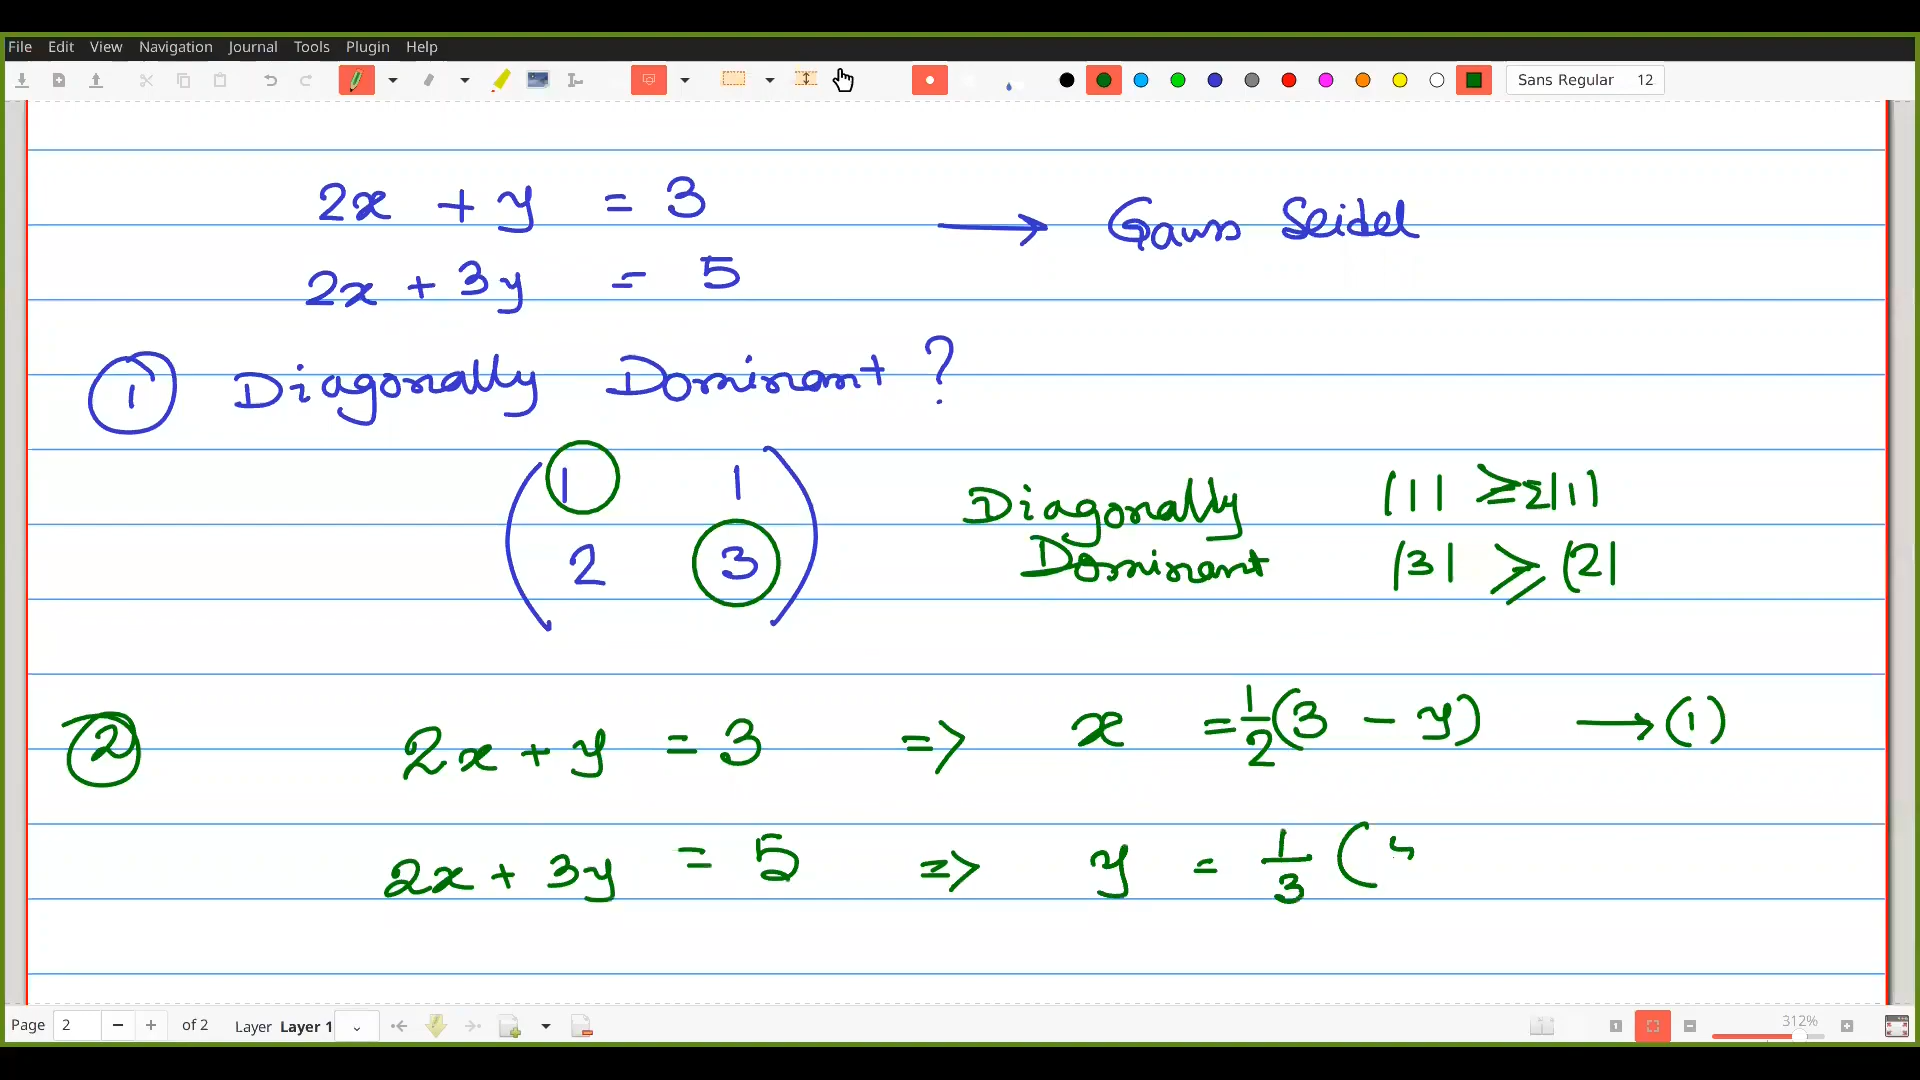 File Edit View Navigation Journal Tools Plugin Help
Sans Regular 12
2x + y = 3 → Gauss Seidel
2x + 3y = 5
① Diagonally Dominant ?
1 1
2 3
Diagonally |1| ≥ Σ|1|
Dominant |3| ≥ |2|
② 2x + y = 3 => x = 1/2 (3 - y) → (1)
2x + 3y = 5 => y = 1/3 (
Page 2 of 2 Layer Layer 1 312%